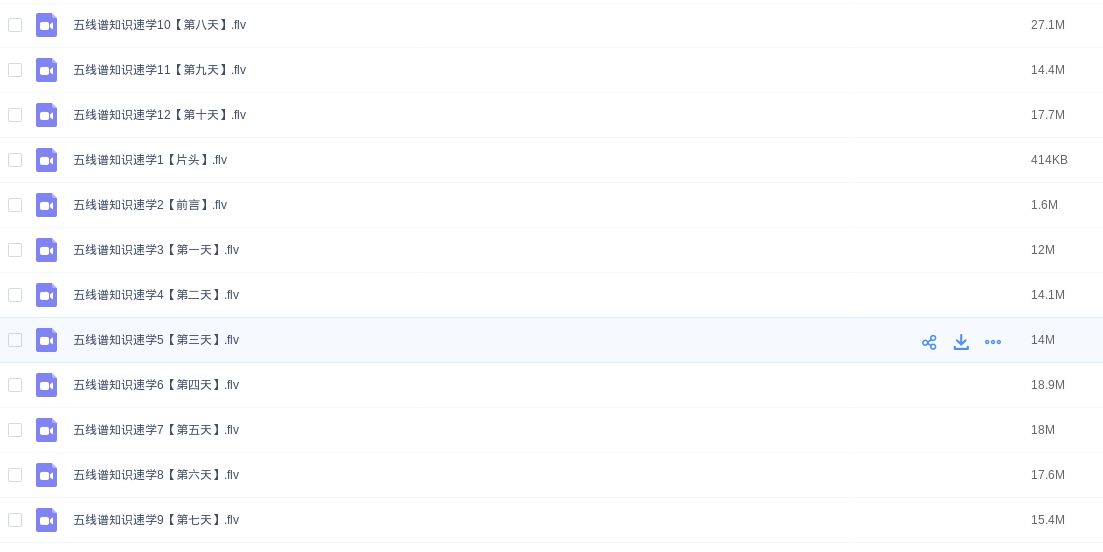 五线谱知识速学10【第八天】.flv 27.1M
五线谱知识速学11【第九天】.flv 14.4M
五线谱知识速学12【第十天】.flv 17.7M
五线谱知识速学1【片头】.flv 414KB
五线谱知识速学2【前言】.flv 1.6M
五线谱知识速学3【第一天】.flv 12M
五线谱知识速学4【第二天】.flv 14.1M
五线谱知识速学5【第三天】.flv 14M
五线谱知识速学6【第四天】.flv 18.9M
五线谱知识速学7【第五天】.flv 18M
五线谱知识速学8【第六天】.flv 17.6M
五线谱知识速学9【第七天】.flv 15.4M